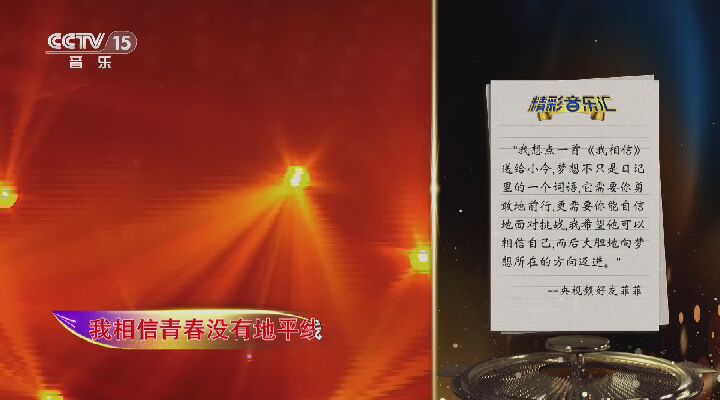 CCTV 15
音乐
精彩音乐汇
"我想点一首《我相信》
送给小令,梦想不只是日记
里的一个词语,它需要你勇
敢地前行,更需要你能自信
地面对挑战,我希望他可以
相信自己,而后大胆地向梦
想所在的方向迈进。"
--央视频好友菲菲
我相信青春没有地平线